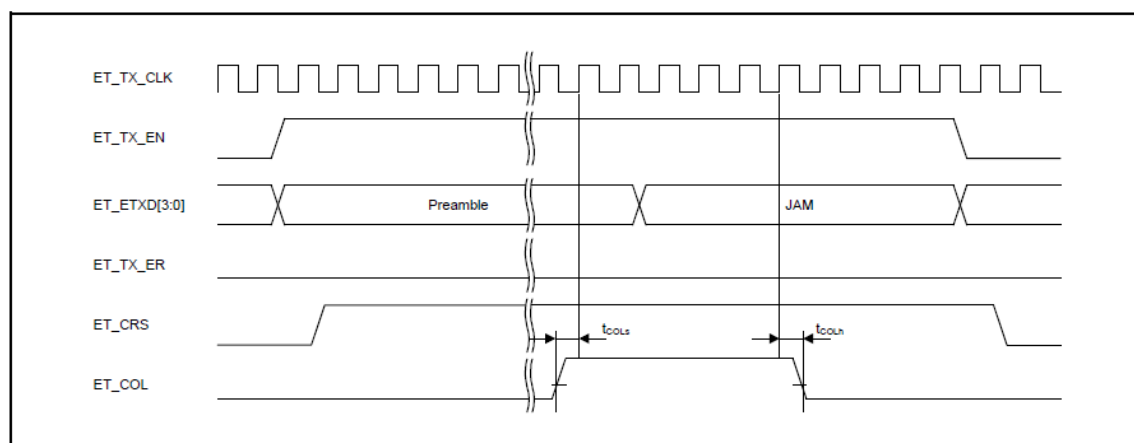 ET_TX_CLK
ET_TX_EN
ET_ETXD[3:0] Preamble JAM
ET_TX_ER
ET_CRS
tCOLs tCOLh
ET_COL